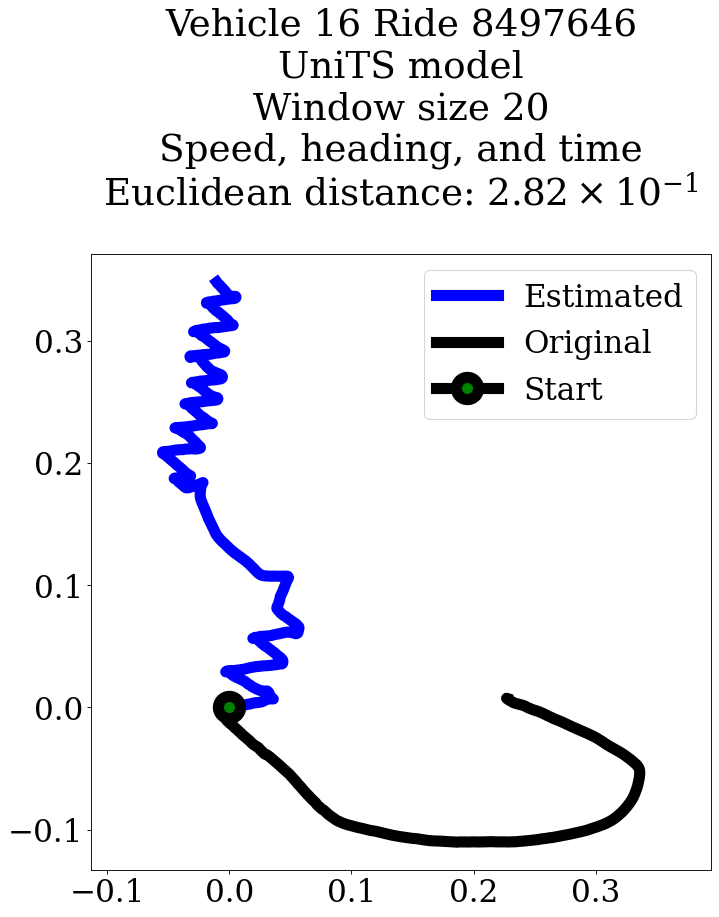 Vehicle 16 Ride 8497646
UniTS model
Window size 20
Speed, heading, and time
Euclidean distance: 2.82 × 10⁻¹
Estimated
Original
Start
0.3
0.2
0.1
0.0
−0.1
−0.1 0.0 0.1 0.2 0.3